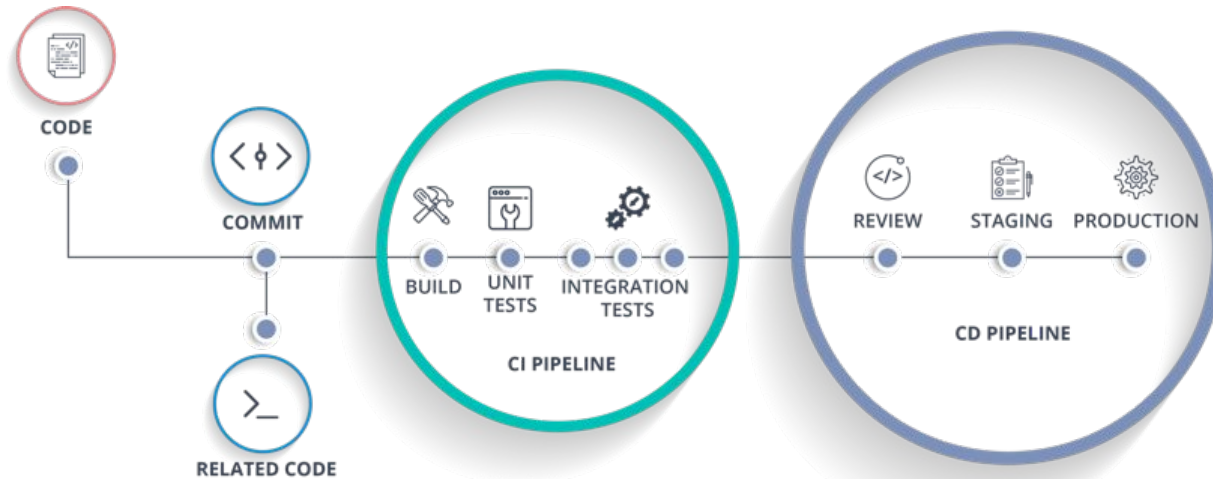 CODE
COMMIT
RELATED CODE
BUILD
UNIT
TESTS
INTEGRATION
TESTS
CI PIPELINE
REVIEW
STAGING
PRODUCTION
CD PIPELINE